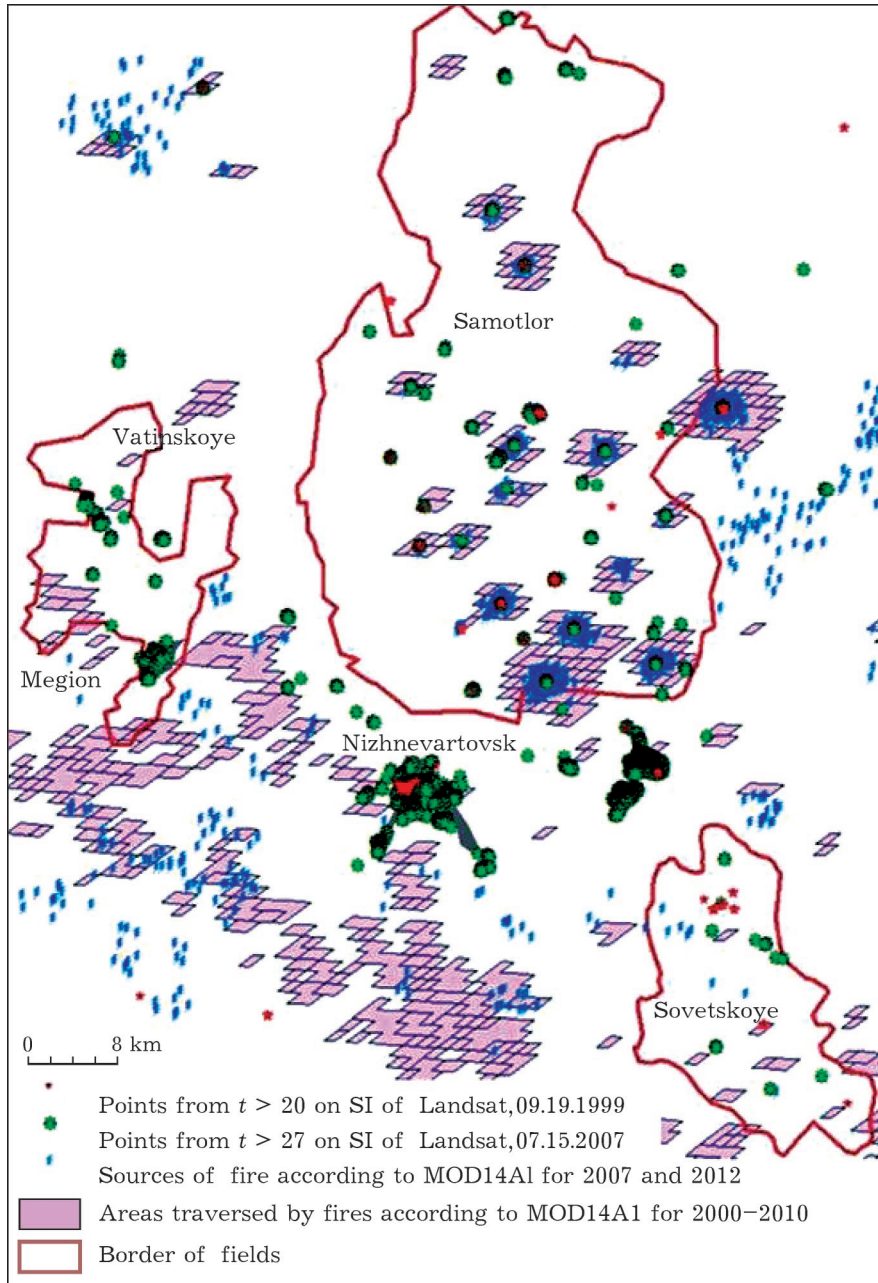 Samotlor
Vatinskoye
Megion
Nizhnevartovsk
Sovetskoye
0 8 km
Points from t > 20 on SI of Landsat,09.19.1999
Points from t > 27 on SI of Landsat,07.15.2007
Sources of fire according to MOD14Al for 2007 and 2012
Areas traversed by fires according to MOD14A1 for 2000−2010
Border of fields